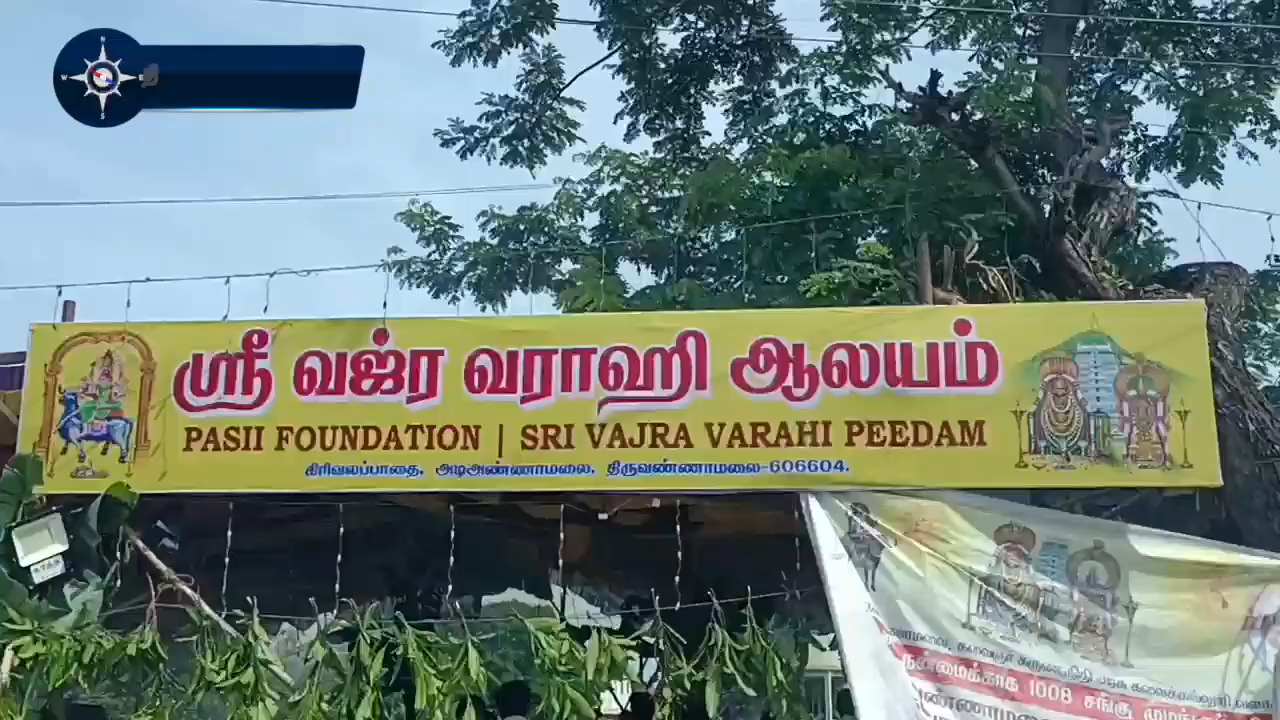 ஸ்ரீ வஜ்ர வராஹி ஆலயம்
PASII FOUNDATION | SRI VAJRA VARAHI PEEDAM
கிரிவலப்பாதை, அடிஅண்ணாமலை, திருவண்ணாமலை-606604.
1008 சங்கு